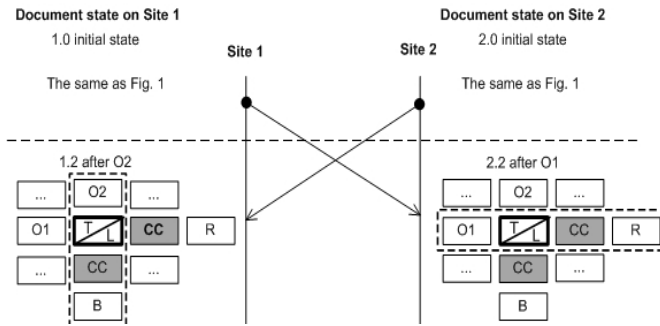 Document state on Site 1
Document state on Site 2
1.0 initial state
2.0 initial state
Site 1
Site 2
The same as Fig. 1
The same as Fig. 1
1.2 after O2
2.2 after O1
... O2 ...
... O2 ...
O1 T L CC R
O1 T L CC R
... CC ...
... CC ...
B
B